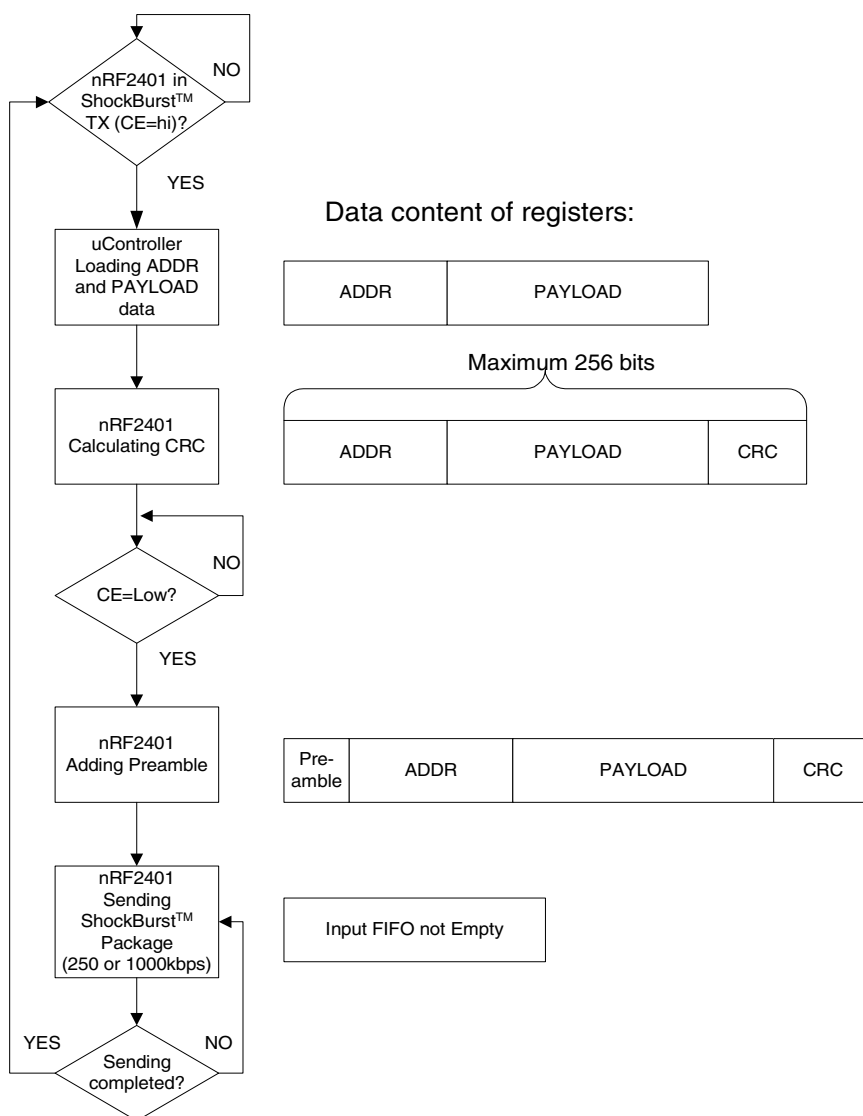 nRF2401 in
ShockBurst™
TX (CE=hi)?
NO
YES
Data content of registers:
uController
Loading ADDR
and PAYLOAD
data
ADDR
PAYLOAD
Maximum 256 bits
nRF2401
Calculating CRC
ADDR
PAYLOAD
CRC
NO
CE=Low?
YES
nRF2401
Adding Preamble
Pre-
amble
ADDR
PAYLOAD
CRC
nRF2401
Sending
ShockBurst™
Package
(250 or 1000kbps)
Input FIFO not Empty
YES
NO
Sending
completed?